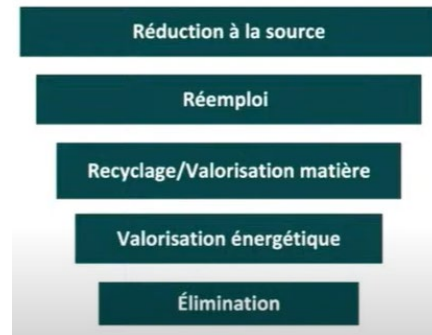 Réduction à la source
Réemploi
Recyclage/Valorisation matière
Valorisation énergétique
Élimination